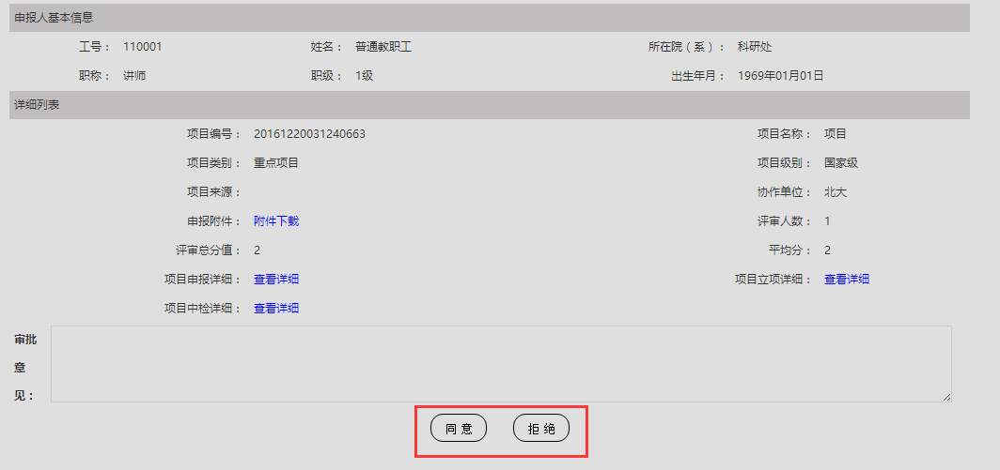 申报人基本信息
工号： 110001 姓名： 普通教职工 所在院（系）： 科研处
职称： 讲师 职级： 1级 出生年月： 1969年01月01日
详细列表
项目编号： 20161220031240663 项目名称： 项目
项目类别： 重点项目 项目级别： 国家级
项目来源： 协作单位： 北大
申报附件： 附件下载 评审人数： 1
评审总分值： 2 平均分： 2
项目申报详细： 查看详细 项目立项详细： 查看详细
项目中检详细： 查看详细
审批
意
见：
同 意 拒 绝